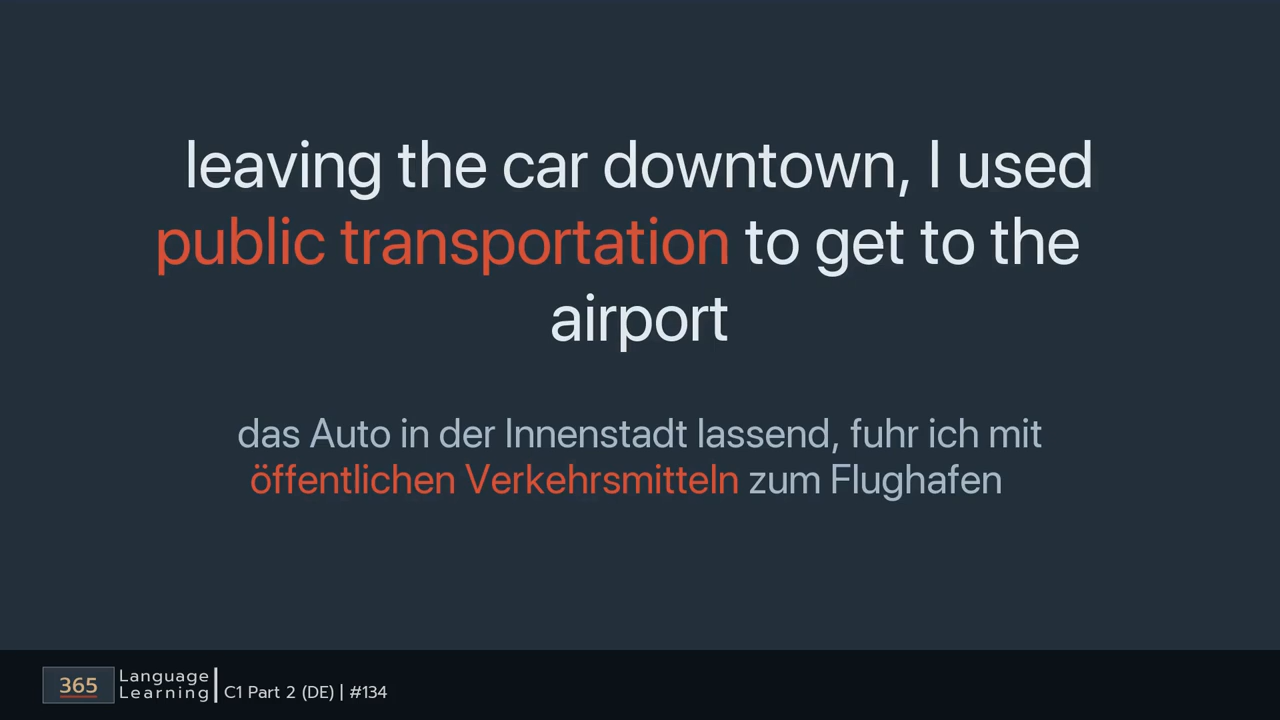 leaving the car downtown, I used
public transportation to get to the
airport
das Auto in der Innenstadt lassend, fuhr ich mit
öffentlichen Verkehrsmitteln zum Flughafen
365 Language
Learning
C1 Part 2 (DE) | #134